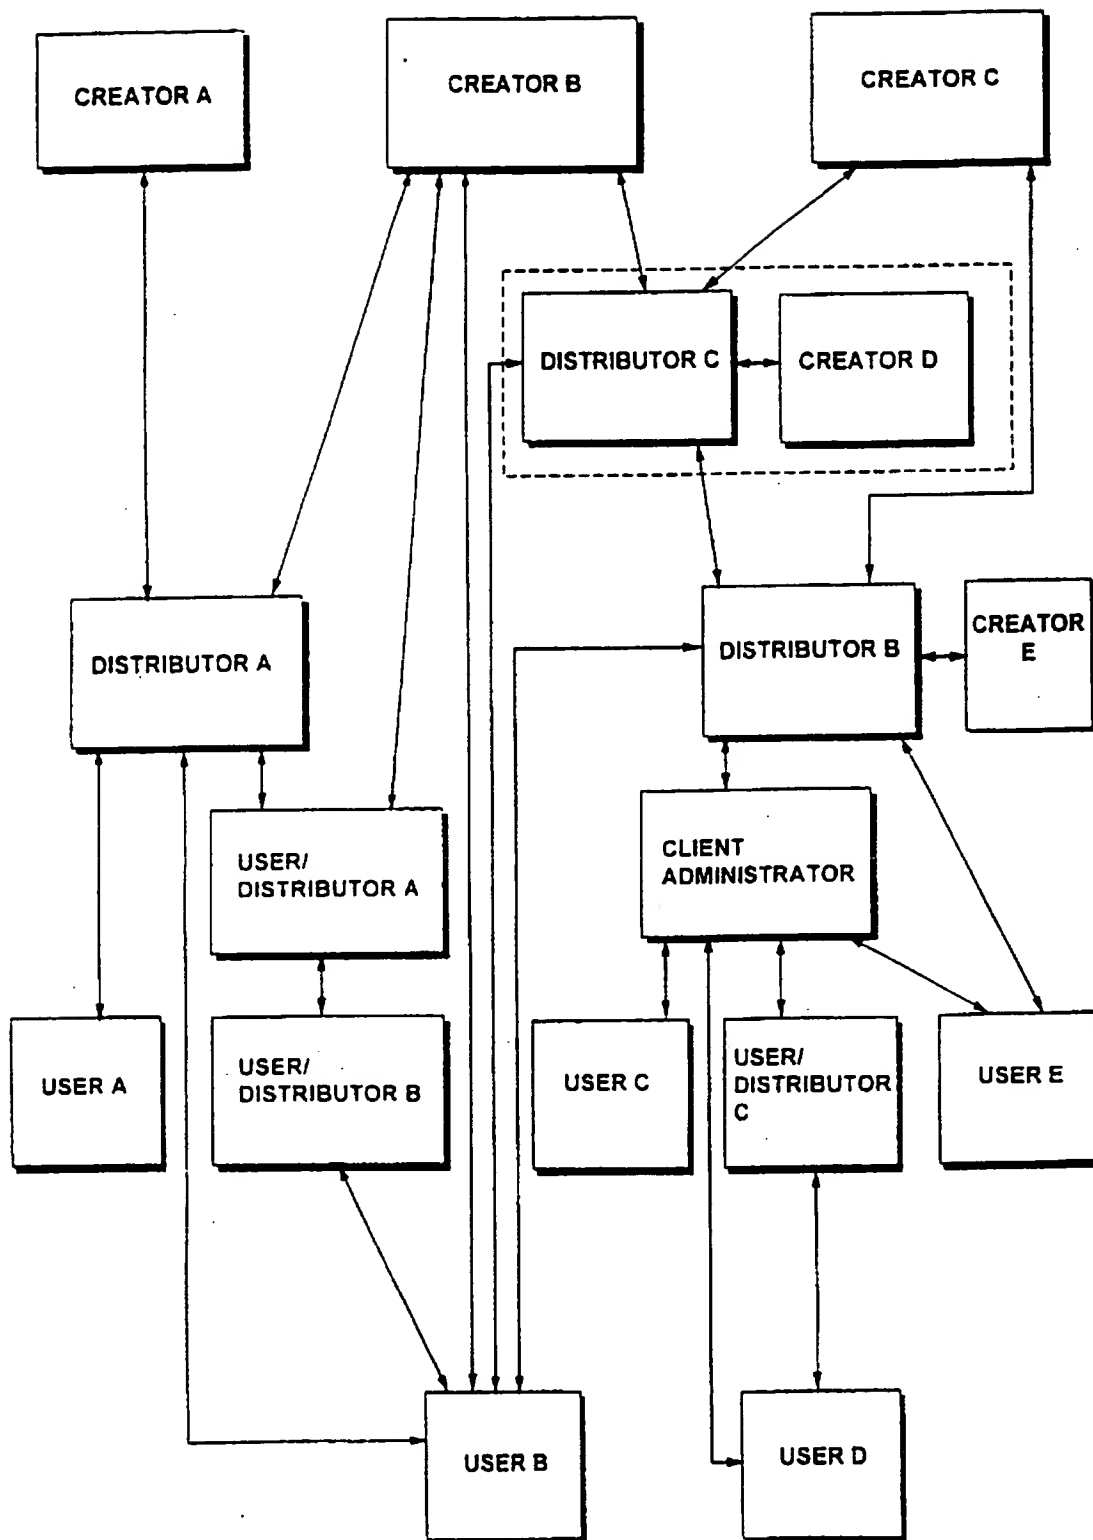 CREATOR A
CREATOR B
CREATOR C
DISTRIBUTOR C
CREATOR D
DISTRIBUTOR A
DISTRIBUTOR B
CREATOR
E
USER/
DISTRIBUTOR A
CLIENT
ADMINISTRATOR
USER A
USER/
DISTRIBUTOR B
USER C
USER/
DISTRIBUTOR
C
USER E
USER B
USER D